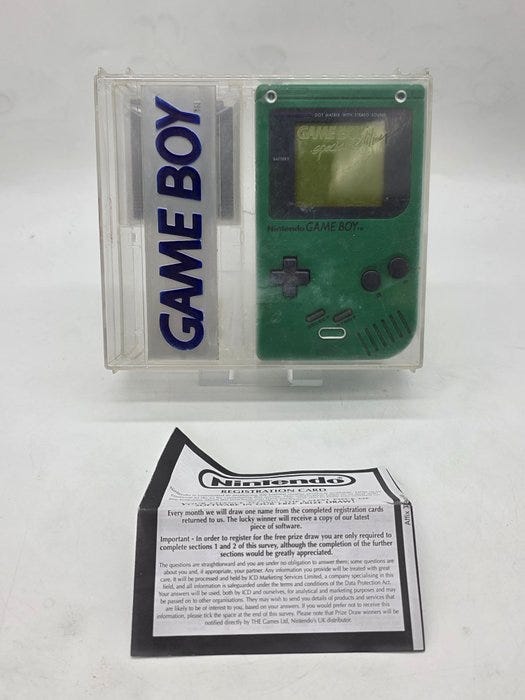 GAME BOY
TM
DOT MATRIX WITH STEREO SOUND
GAME BOY
BATTERY
Nintendo GAME BOY TM
A
Nintendo
REGISTRATION CARD
Every month we will draw one name from the completed registration cards
returned to us. The lucky winner will receive a copy of our latest
piece of software.
Important - In order to register for the free prize draw you are only required to
complete sections 1 and 2 of this survey, although the completion of the further
sections would be greatly appreciated.
The questions are straightforward and you are under no obligation to answer them; some questions are
about you and, if appropriate, your partner. Any information you provide will be treated with great
care. It will be processed and held by ICD Marketing Services Limited, a company specialising in this
field, and all information is safeguarded under the terms and conditions of the Data Protection Act.
Your answers will be used, both by ICD and ourselves, for analytical and marketing purposes and may
be passed on to other organisations. They may wish to send you details of products and services that
are likely to be of interest to you, based on your answers. If you would prefer not to receive this
information, please tick the space at the end of this survey. Please note that Prize Draw winners will be
notified directly by THE Games Ltd, Nintendo's UK distributor.
Affix